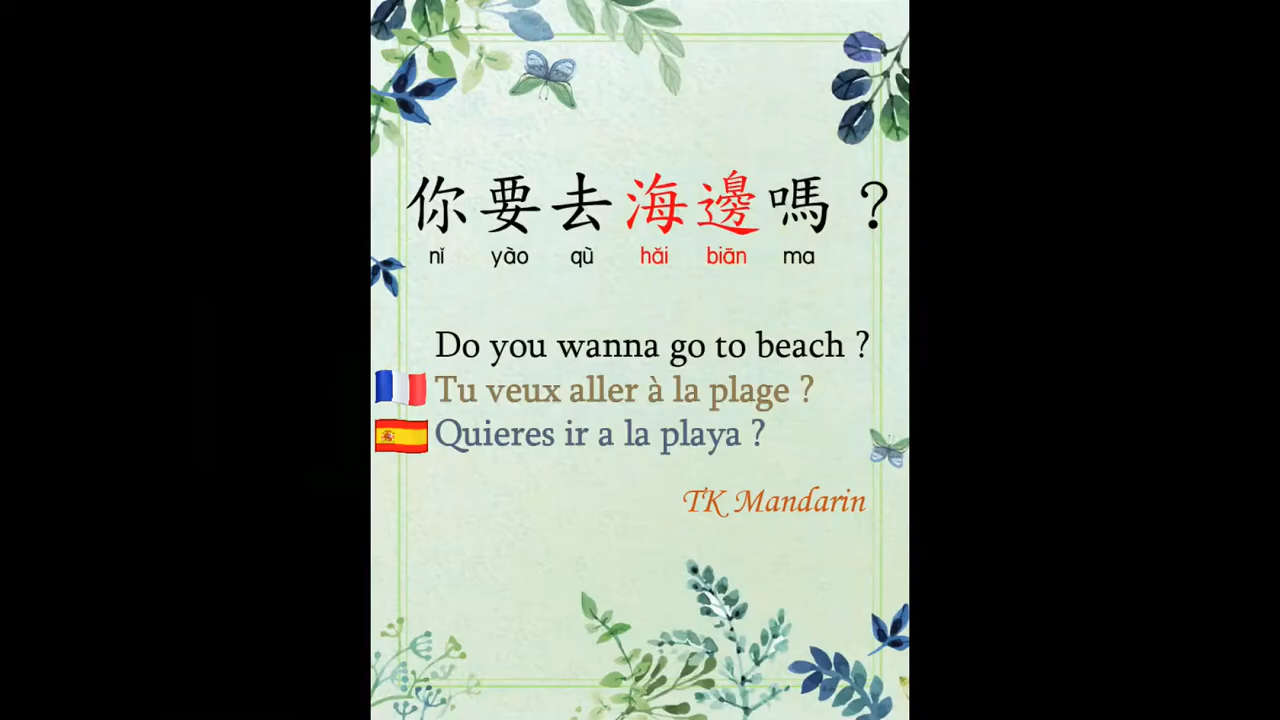 你要去海邊嗎？
nǐ yào qù hǎi biān ma
Do you wanna go to beach ?
Tu veux aller à la plage ?
Quieres ir a la playa ?
TK Mandarin